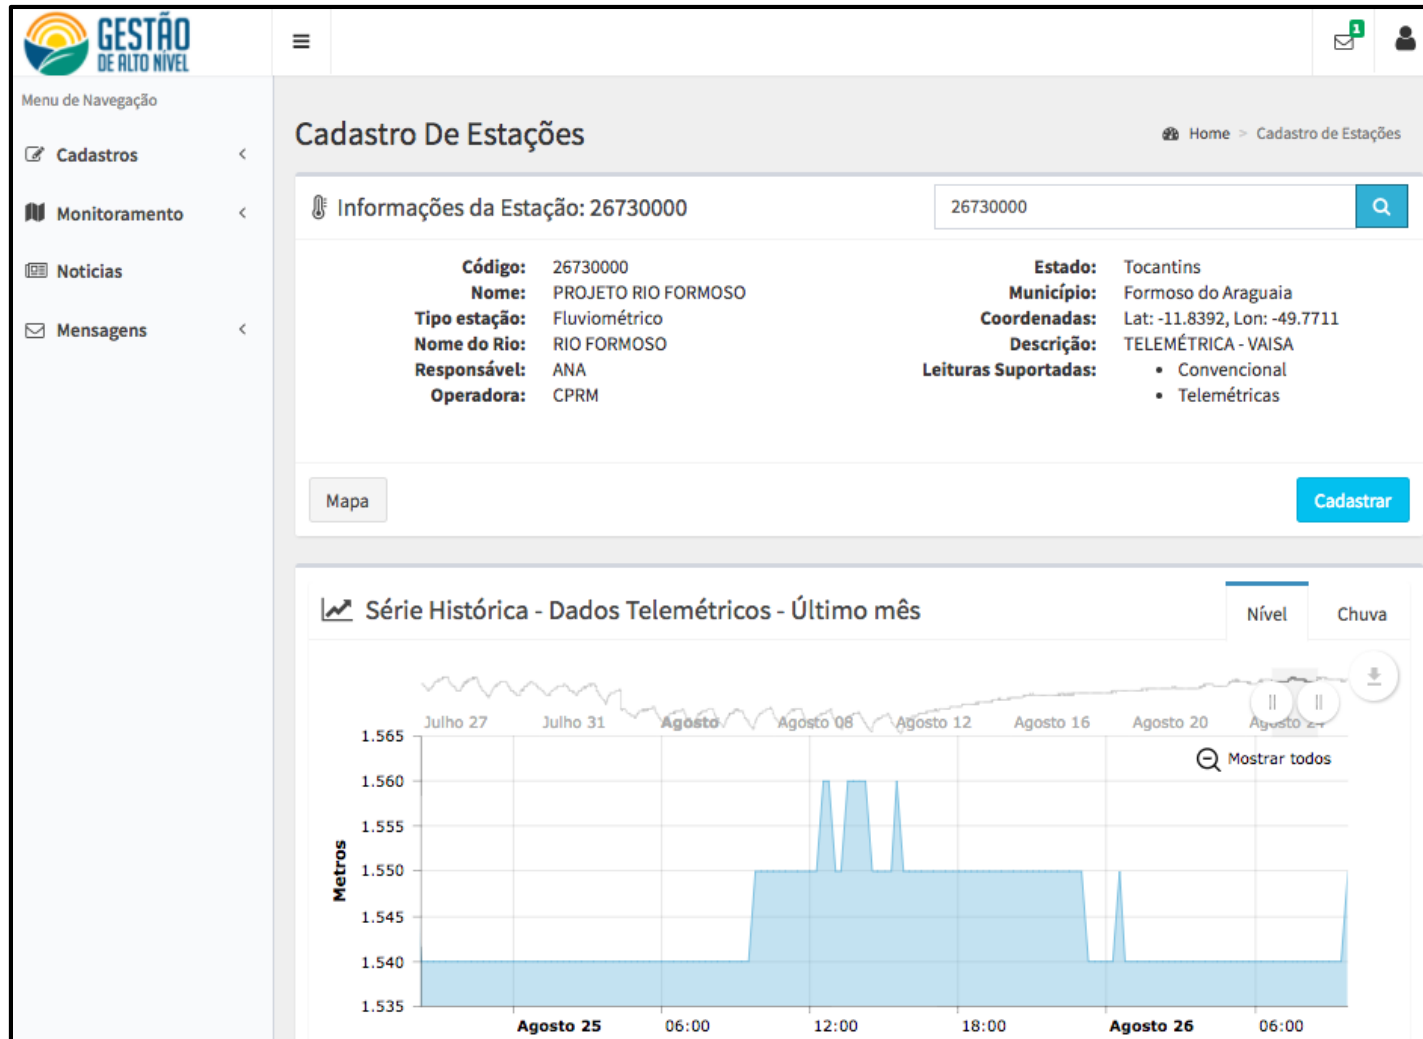 GESTÃO
DE ALTO NÍVEL
1
Menu de Navegação
Cadastros
Monitoramento
Noticias
Mensagens
Cadastro De Estações
Home > Cadastro de Estações
Informações da Estação: 26730000
26730000
Código: 26730000
Nome: PROJETO RIO FORMOSO
Tipo estação: Fluviométrico
Nome do Rio: RIO FORMOSO
Responsável: ANA
Operadora: CPRM
Estado: Tocantins
Município: Formoso do Araguaia
Coordenadas: Lat: -11.8392, Lon: -49.7711
Descrição: TELEMÉTRICA - VAISA
Leituras Suportadas: • Convencional
• Telemétricas
Mapa
Cadastrar
Série Histórica - Dados Telemétricos - Último mês
Nível Chuva
Julho 27 Julho 31 Agosto Agosto 08 Agosto 12 Agosto 16 Agosto 20 Agosto 24
Mostrar todos
Metros
1.565
1.560
1.555
1.550
1.545
1.540
1.535
Agosto 25 06:00 12:00 18:00 Agosto 26 06:00